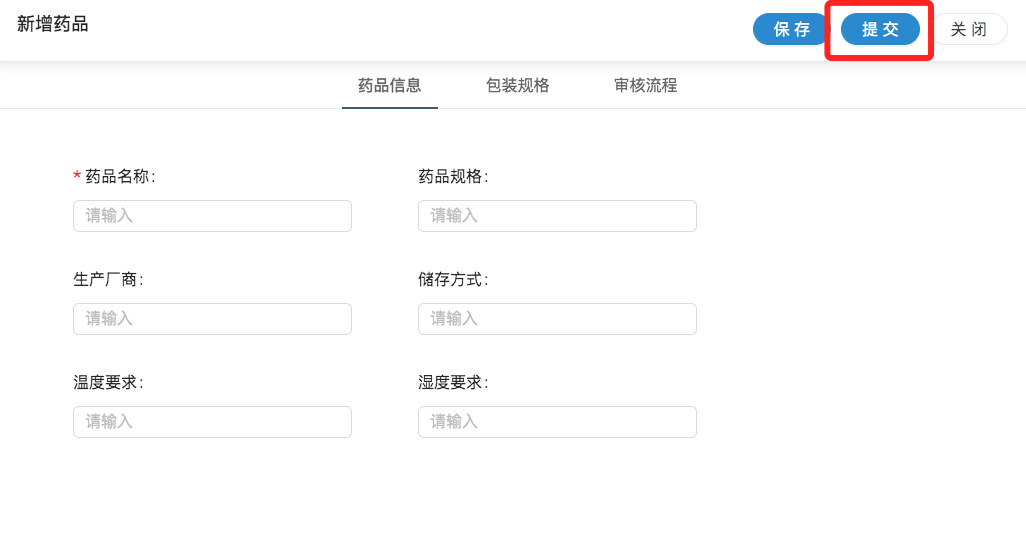 新增药品
保 存 提 交 关 闭
药品信息 包装规格 审核流程
* 药品名称: 药品规格:
请输入 请输入
生产厂商: 储存方式:
请输入 请输入
温度要求: 湿度要求:
请输入 请输入